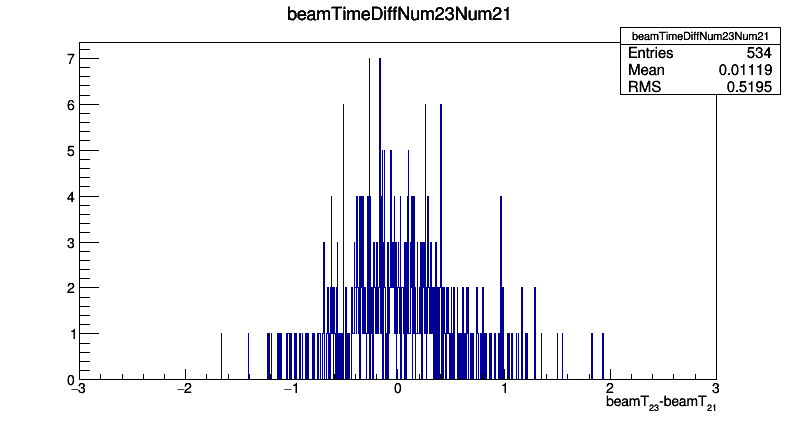 beamTimeDiffNum23Num21
beamTimeDiffNum23Num21
Entries 534
Mean 0.01119
RMS 0.5195
7
6
5
4
3
2
1
0
−3 −2 −1 0 1 2 3
beamT23-beamT21